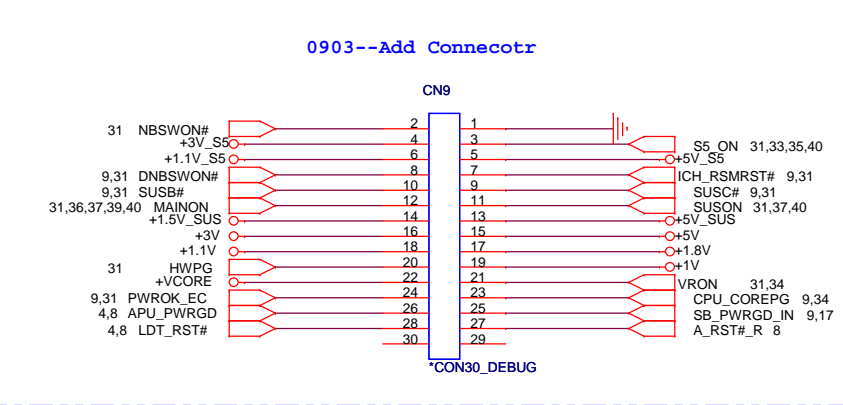 0903--Add Connecotr
CN9
31 NBSWON# 2 1
+3V_S5 4 3 S5_ON 31,33,35,40
+1.1V_S5 6 5 +5V_S5
9,31 DNBSWON# 8 7 ICH_RSMRST# 9,31
9,31 SUSB# 10 9 SUSC# 9,31
31,36,37,39,40 MAINON 12 11 SUSON 31,37,40
+1.5V_SUS 14 13 +5V_SUS
+3V 16 15 +5V
+1.1V 18 17 +1.8V
31 HWPG 20 19 +1V
+VCORE 22 21 VRON 31,34
9,31 PWROK_EC 24 23 CPU_COREPG 9,34
4,8 APU_PWRGD 26 25 SB_PWRGD_IN 9,17
4,8 LDT_RST# 28 27 A_RST#_R 8
30 29
*CON30_DEBUG